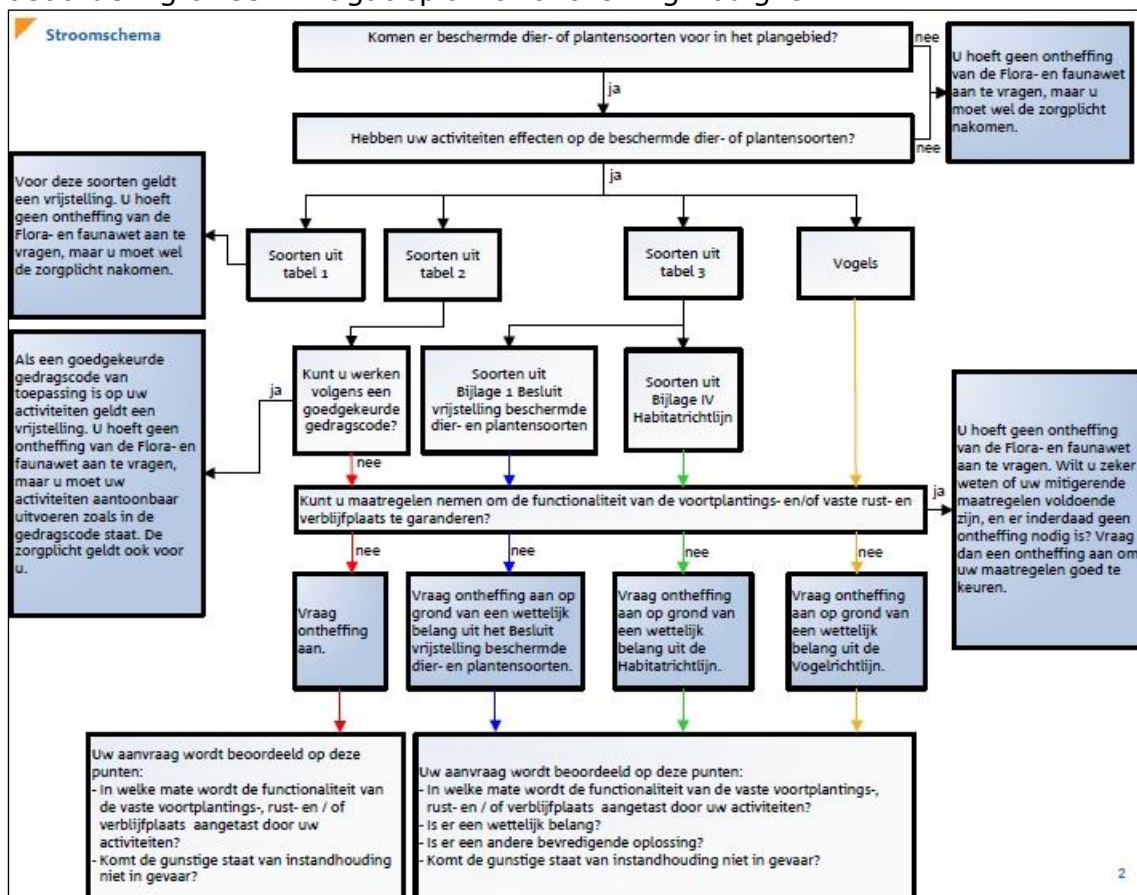 Stroomschema
Komen er beschermde dier- of plantensoorten voor in het plangebied?
nee
U hoeft geen ontheffing
van de Flora- en faunawet
aan te vragen, maar u
moet wel de zorgplicht
nakomen.
ja
Hebben uw activiteiten effecten op de beschermde dier- of plantensoorten?
nee
ja
Voor deze soorten geldt
een vrijstelling. U hoeft
geen ontheffing van de
Flora- en faunawet aan te
vragen, maar u moet wel
de zorgplicht nakomen.
Soorten uit
tabel 1
Soorten uit
tabel 2
Soorten uit
tabel 3
Vogels
Als een goedgekeurde
gedragscode van
toepassing is op uw
activiteiten geldt een
vrijstelling. U hoeft geen
ontheffing van de Flora- en
faunawet aan te vragen,
maar u moet uw
activiteiten aantoonbaar
uitvoeren zoals in de
gedragscode staat. De
zorgplicht geldt ook voor
u.
ja
Kunt u werken
volgens een
goedgekeurde
gedragscode?
Soorten uit
Bijlage 1 Besluit
vrijstelling beschermde
dier- en plantensoorten
Soorten uit
Bijlage IV
Habitatrichtlijn
nee
Kunt u maatregelen nemen om de functionaliteit van de voortplantings- en/of vaste rust- en
verblijfplaats te garanderen?
ja
U hoeft geen ontheffing
van de Flora- en faunawet
aan te vragen. Wilt u zeker
weten of uw mitigerende
maatregelen voldoende
zijn, en er inderdaad geen
ontheffing nodig is? Vraag
dan een ontheffing aan om
uw maatregelen goed te
keuren.
nee
nee
nee
nee
Vraag
ontheffing
aan.
Vraag ontheffing aan op
grond van een wettelijk
belang uit het Besluit
vrijstelling beschermde
dier- en plantensoorten.
Vraag ontheffing
aan op grond van
een wettelijk
belang uit de
Habitatrichtlijn.
Vraag ontheffing
aan op grond van
een wettelijk
belang uit de
Vogelrichtlijn.
Uw aanvraag wordt beoordeeld op deze
punten:
- In welke mate wordt de functionaliteit van
de vaste voortplantings-, rust- en / of
verblijfplaats aangetast door uw
activiteiten?
- Komt de gunstige staat van instandhouding
niet in gevaar?
Uw aanvraag wordt beoordeeld op deze punten:
- In welke mate wordt de functionaliteit van de vaste voortplantings-,
rust- en / of verblijfplaats aangetast door uw activiteiten?
- Is er een wettelijk belang?
- Is er een andere bevredigende oplossing?
- Komt de gunstige staat van instandhouding niet in gevaar?
2